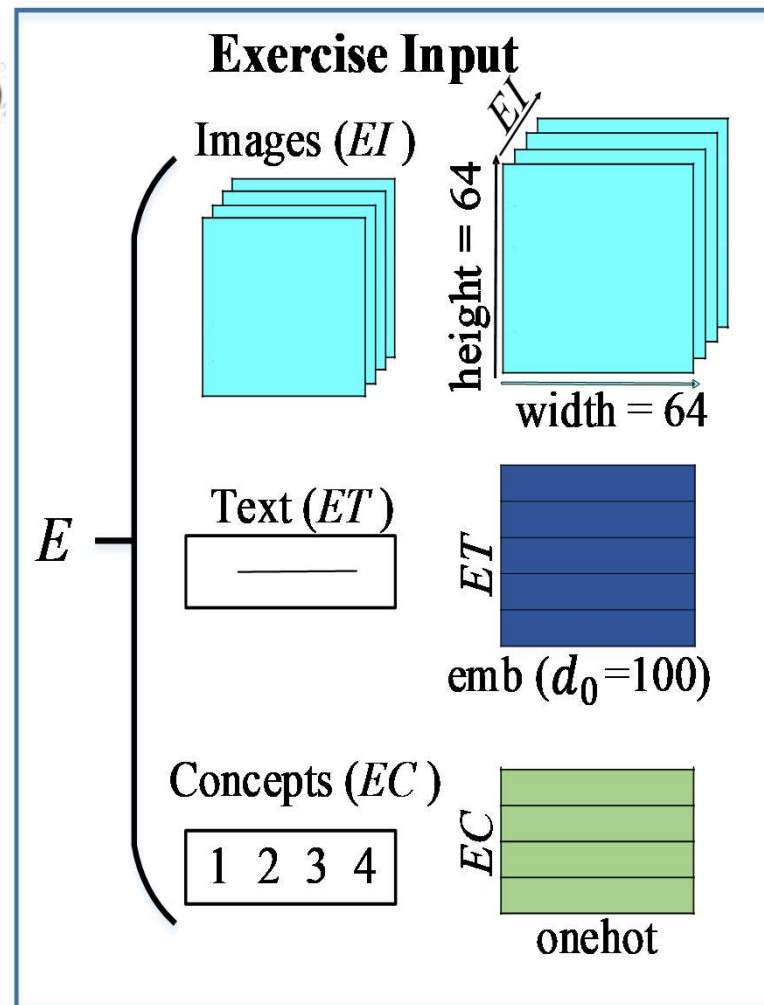 Exercise Input
Images (EI)
EI
height = 64
width = 64
E
Text (ET)
ET
emb (d₀=100)
Concepts (EC)
1 2 3 4
EC
onehot